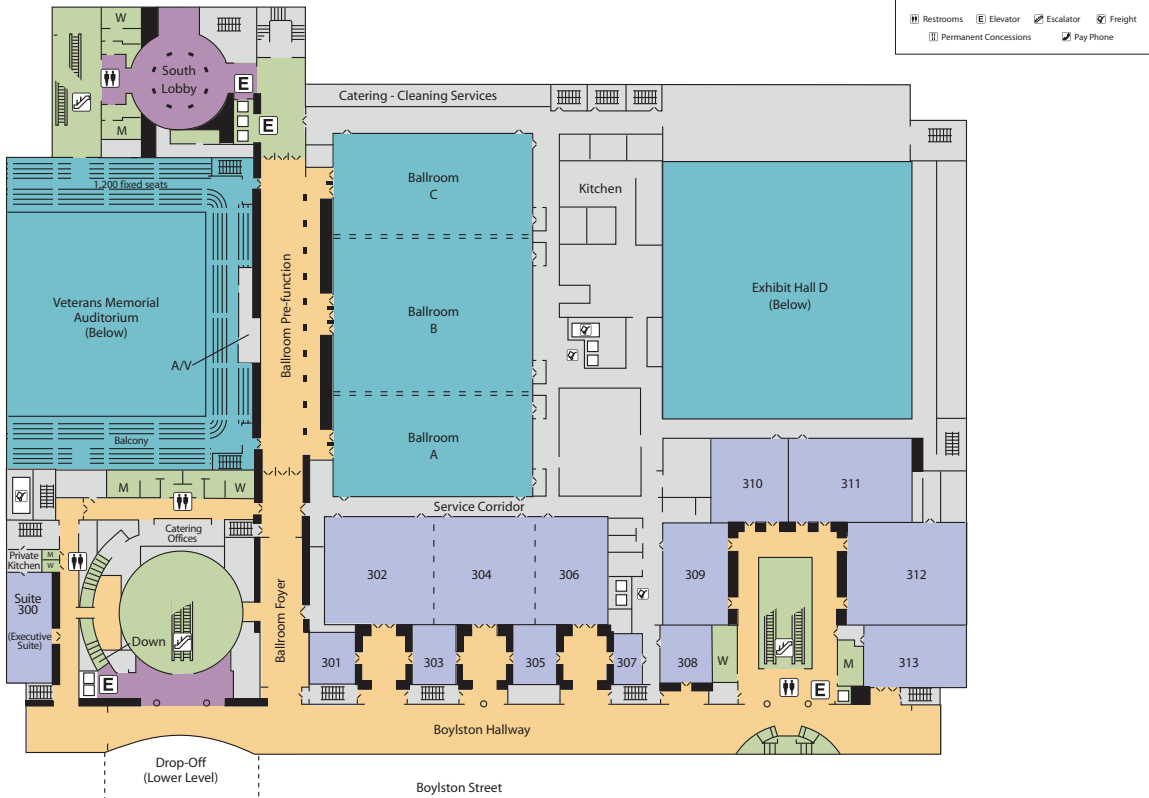 Restrooms
E Elevator
Escalator
Freight
Permanent Concessions
Pay Phone
W
South
Lobby
E
M
E
Catering - Cleaning Services
1,200 fixed seats
Veterans Memorial
Auditorium
(Below)
A/V
Balcony
Ballroom Pre-function
Ballroom
C
Ballroom
B
Ballroom
A
Kitchen
Exhibit Hall D
(Below)
M
W
Service Corridor
Catering
Offices
Private
Kitchen
M
W
Suite
300
(Executive
Suite)
Down
E
Ballroom Foyer
302
304
306
301
303
305
307
310
311
309
312
308
W
M
313
E
Boylston Hallway
Drop-Off
(Lower Level)
Boylston Street